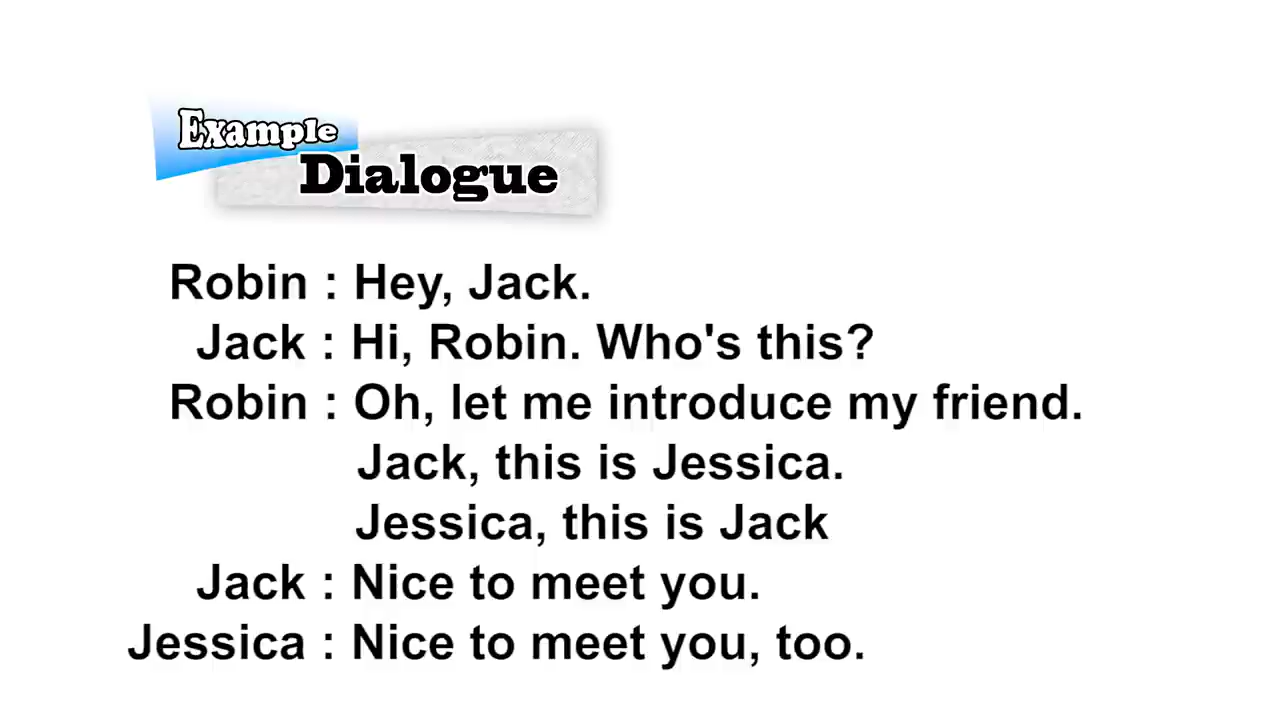 Example
Dialogue
Robin : Hey, Jack.
Jack : Hi, Robin. Who's this?
Robin : Oh, let me introduce my friend.
Jack, this is Jessica.
Jessica, this is Jack
Jack : Nice to meet you.
Jessica : Nice to meet you, too.